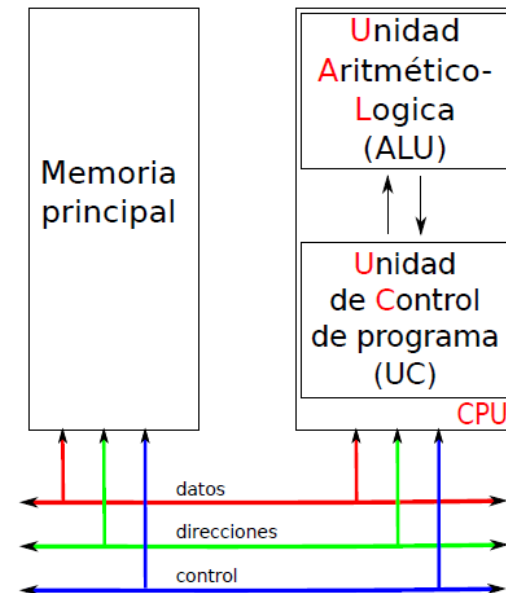 Memoria
principal
Unidad
Aritmético-
Logica
(ALU)
Unidad
de Control
de programa
(UC)
CPU
datos
direcciones
control